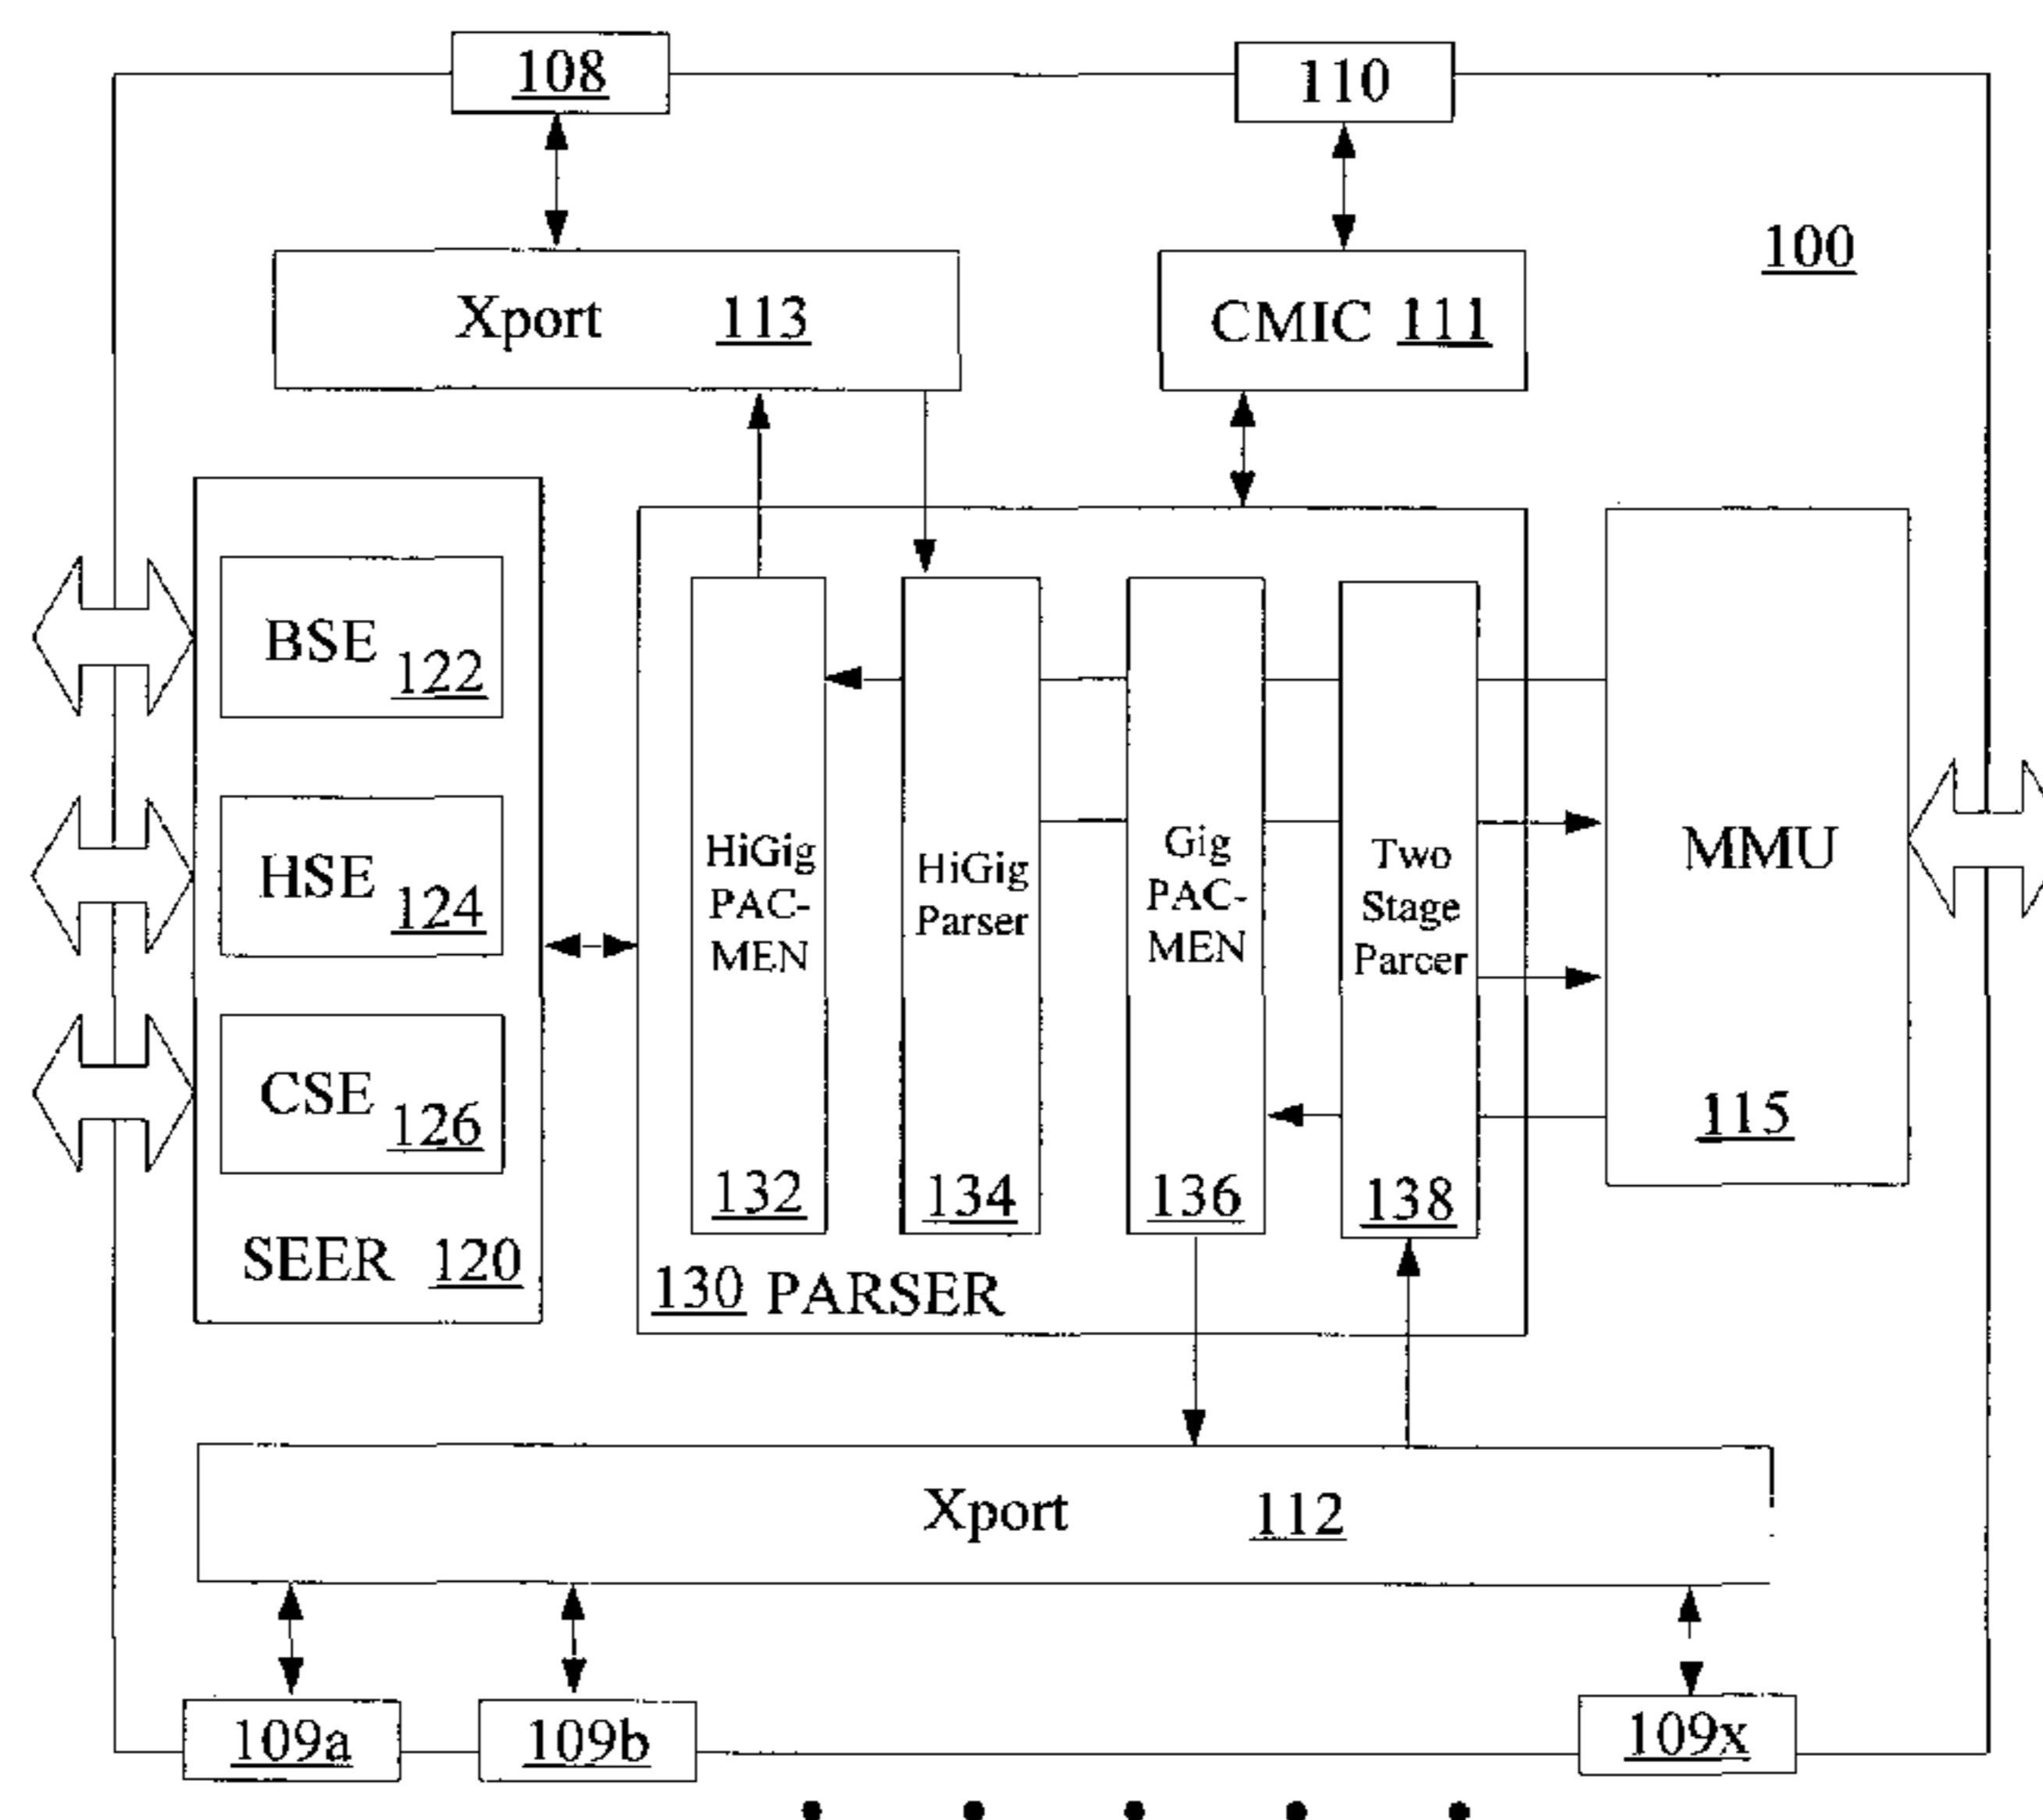 108
110
100
Xport 113
CMIC 111
BSE 122
HSE 124
CSE 126
SEER 120
HiGig
PAC-
MEN
132
HiGig
Parser
134
Gig
PAC-
MEN
136
Two
Stage
Parcer
138
130 PARSER
MMU
115
Xport 112
109a
109b
109x